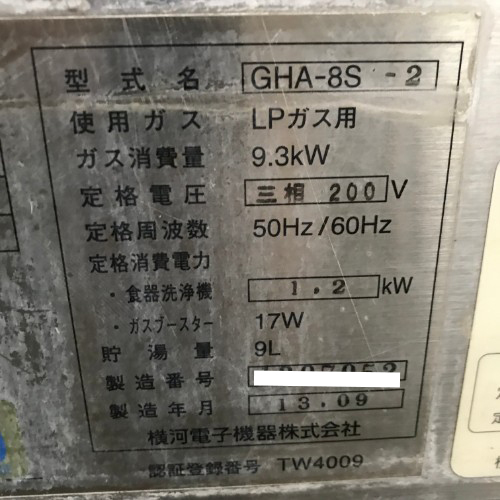 型式名 GHA-8S -2
使用ガス LPガス用
ガス消費量 9.3kW
定格電圧 三相 200 V
定格周波数 50Hz/60Hz
定格消費電力
・食器洗浄機 1.2 kW
・ガスブースター 17W
貯湯量 9L
製造番号
製造年月 13.09
横河電子機器株式会社
認証登録番号 TW4009